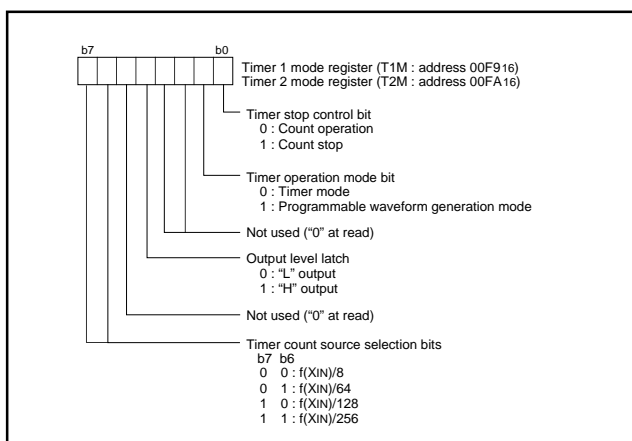 b7 b0
Timer 1 mode register (T1M : address 00F916)
Timer 2 mode register (T2M : address 00FA16)
Timer stop control bit
0 : Count operation
1 : Count stop
Timer operation mode bit
0 : Timer mode
1 : Programmable waveform generation mode
Not used (“0” at read)
Output level latch
0 : “L” output
1 : “H” output
Not used (“0” at read)
Timer count source selection bits
b7 b6
0 0 : f(XIN)/8
0 1 : f(XIN)/64
1 0 : f(XIN)/128
1 1 : f(XIN)/256